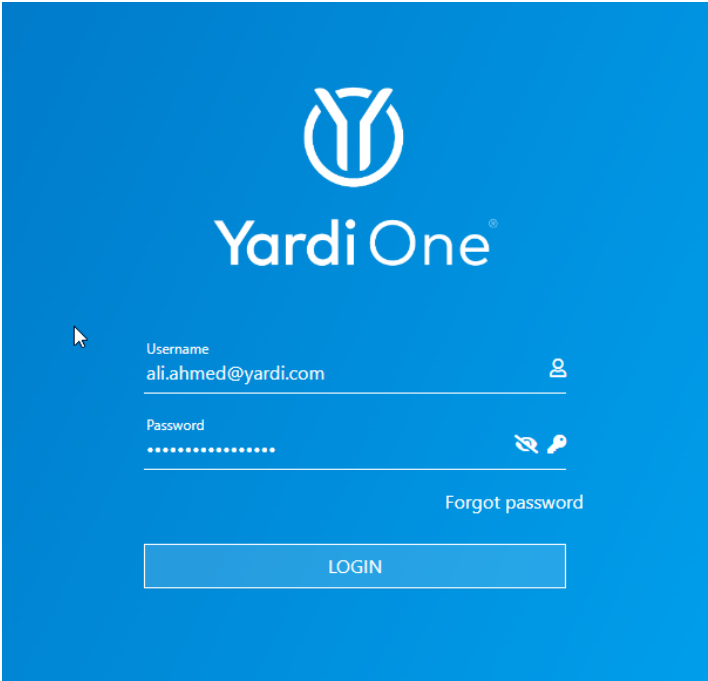 Yardi One®
Username
ali.ahmed@yardi.com
Password
•••••••••••••••••
Forgot password
LOGIN